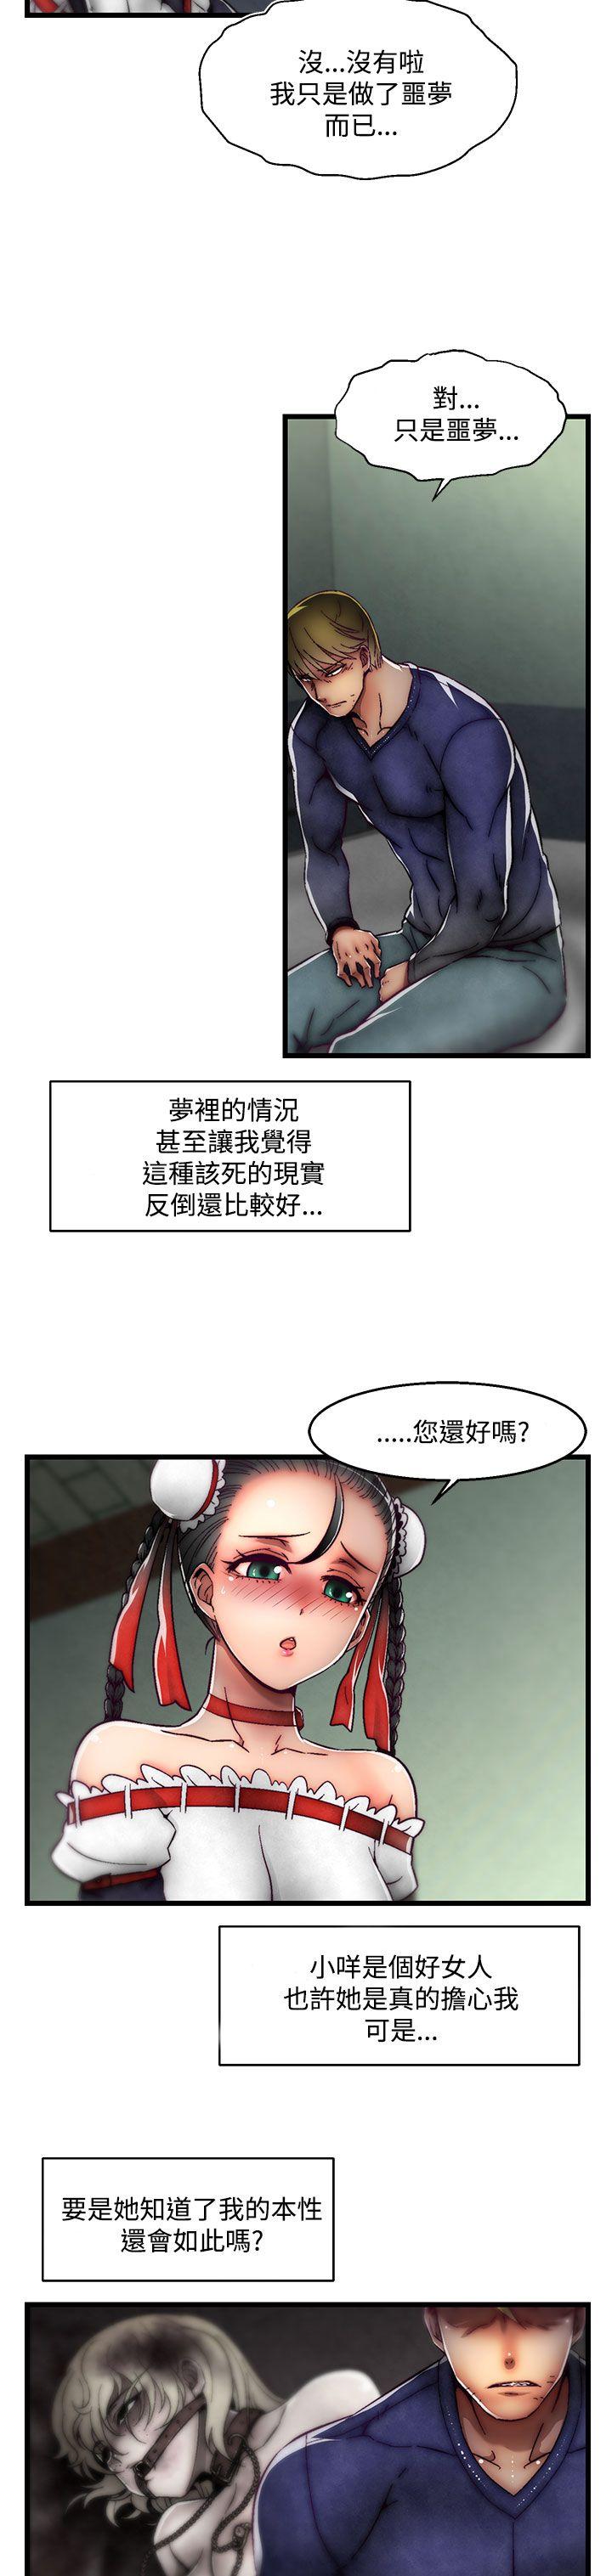 沒...沒有啦
我只是做了噩夢
而已...
對...
只是噩夢...
夢裡的情況
甚至讓我覺得
這種該死的現實
反倒還比較好...
.....您還好嗎?
小咩是個好女人
也許她是真的擔心我
可是...
要是她知道了我的本性
還會如此嗎?